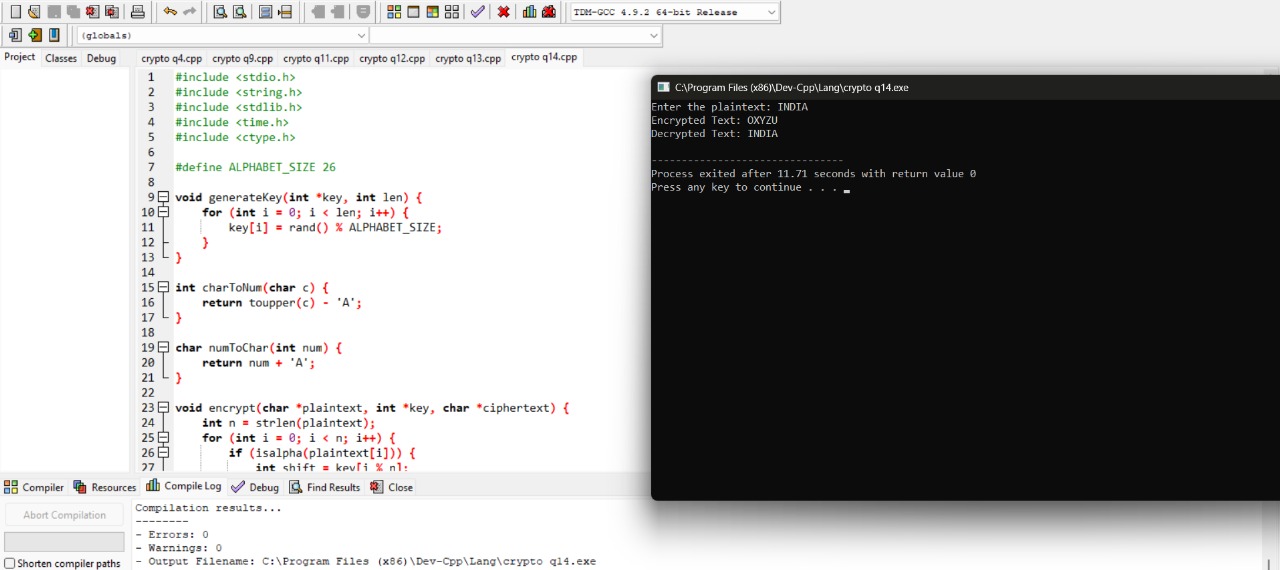 TDM-GCC 4.9.2 64-bit Release
(globals)
Project Classes Debug
crypto q4.cpp crypto q9.cpp crypto q11.cpp crypto q12.cpp crypto q13.cpp crypto q14.cpp
1 #include <stdio.h>
2 #include <string.h>
3 #include <stdlib.h>
4 #include <time.h>
5 #include <ctype.h>
6
7 #define ALPHABET_SIZE 26
8
9 void generateKey(int *key, int len) {
10 for (int i = 0; i < len; i++) {
11 key[i] = rand() % ALPHABET_SIZE;
12 }
13 }
14
15 int charToNum(char c) {
16 return toupper(c) - 'A';
17 }
18
19 char numToChar(int num) {
20 return num + 'A';
21 }
22
23 void encrypt(char *plaintext, int *key, char *ciphertext) {
24 int n = strlen(plaintext);
25 for (int i = 0; i < n; i++) {
26 if (isalpha(plaintext[i])) {
27 int shift = key[i % n];
C:\Program Files (x86)\Dev-Cpp\Lang\crypto q14.exe
Enter the plaintext: INDIA
Encrypted Text: OXYZU
Decrypted Text: INDIA
--------------------------------
Process exited after 11.71 seconds with return value 0
Press any key to continue . . .
Compiler Resources Compile Log Debug Find Results Close
Abort Compilation
Shorten compiler paths
Compilation results...
--------
- Errors: 0
- Warnings: 0
- Output Filename: C:\Program Files (x86)\Dev-Cpp\Lang\crypto q14.exe